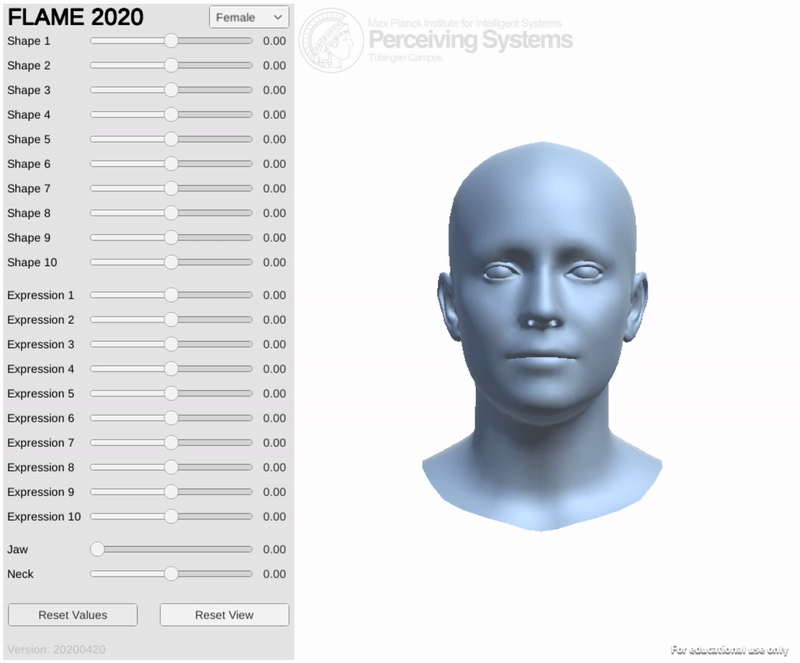 FLAME 2020
Female
Shape 1 0.00
Shape 2 0.00
Shape 3 0.00
Shape 4 0.00
Shape 5 0.00
Shape 6 0.00
Shape 7 0.00
Shape 8 0.00
Shape 9 0.00
Shape 10 0.00
Expression 1 0.00
Expression 2 0.00
Expression 3 0.00
Expression 4 0.00
Expression 5 0.00
Expression 6 0.00
Expression 7 0.00
Expression 8 0.00
Expression 9 0.00
Expression 10 0.00
Jaw 0.00
Neck 0.00
Reset Values
Reset View
Version: 20200420
Max Planck Institute for Intelligent Systems
Perceiving Systems
Tübingen Campus
For educational use only